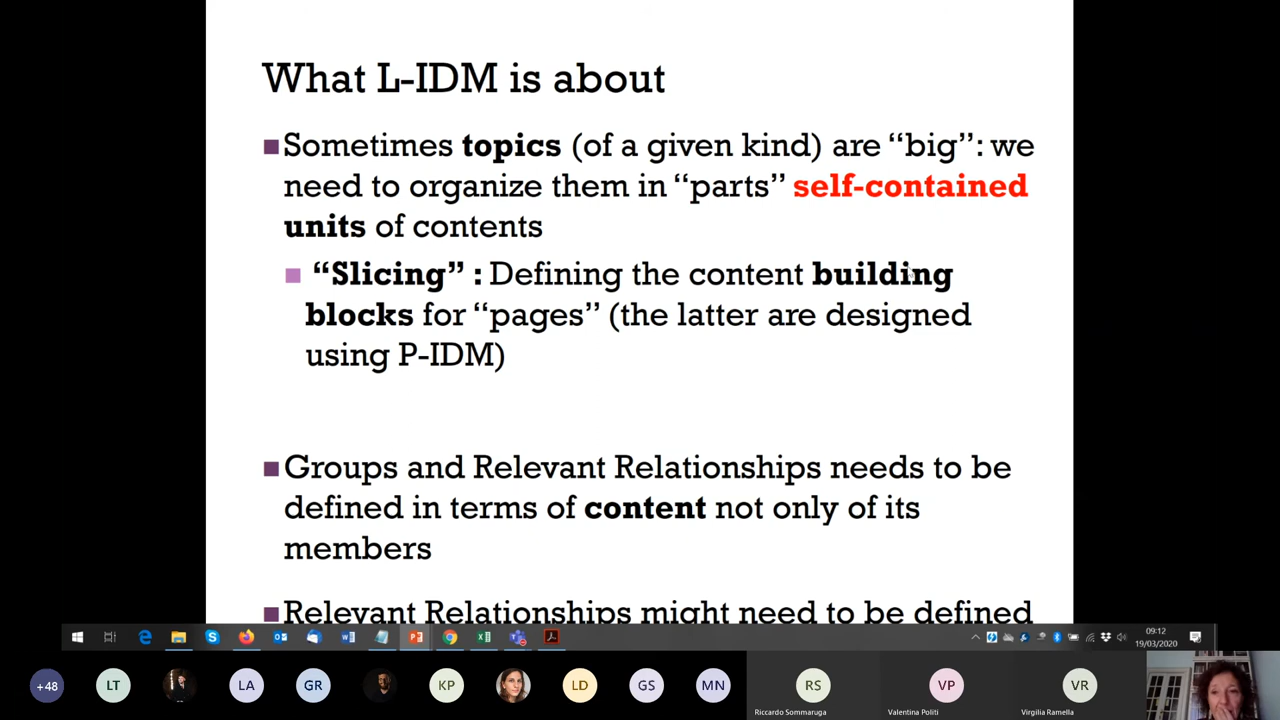 What L-IDM is about
Sometimes topics (of a given kind) are “big”: we
need to organize them in “parts” self-contained
units of contents
“Slicing” : Defining the content building
blocks for “pages” (the latter are designed
using P-IDM)
Groups and Relevant Relationships needs to be
defined in terms of content not only of its
members
Relevant Relationships might need to be defined
09:12
19/03/2020
+48
LT
LA
GR
KP
LD
GS
MN
RS
VP
VR
Riccardo Sommaruga
Valentina Politi
Virgilia Ramella